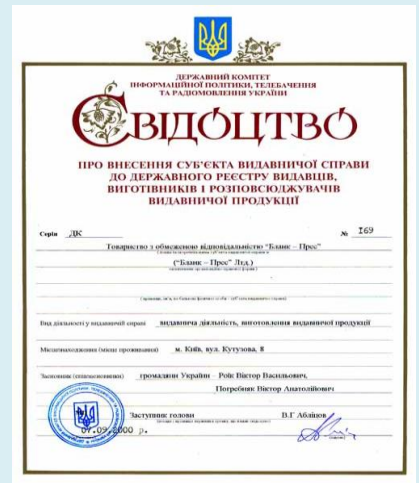 ДЕРЖАВНИЙ КОМІТЕТ
ІНФОРМАЦІЙНОЇ ПОЛІТИКИ, ТЕЛЕБАЧЕННЯ
ТА РАДІОМОВЛЕННЯ УКРАЇНИ
СВІДОЦТВО
ПРО ВНЕСЕННЯ СУБ'ЄКТА ВИДАВНИЧОЇ СПРАВИ
ДО ДЕРЖАВНОГО РЕЄСТРУ ВИДАВЦІВ,
ВИГОТІВНИКІВ І РОЗПОВСЮДЖУВАЧІВ
ВИДАВНИЧОЇ ПРОДУКЦІЇ
Серія ДК № 169
Товариство з обмеженою відповідальністю "Бланк – Прес"
("Бланк – Прес" Лтд.)
Вид діяльності у видавничій справі видавнича діяльність, виготовлення видавничої продукції
Місцезнаходження (місце проживання) м. Київ, вул. Кутузова, 8
Засновник (співзасновники) громадяни України – Роїк Віктор Васильович,
Погребняк Віктор Анатолійович
Заступник голови В.Г Абліцов
07.09.2000 р.